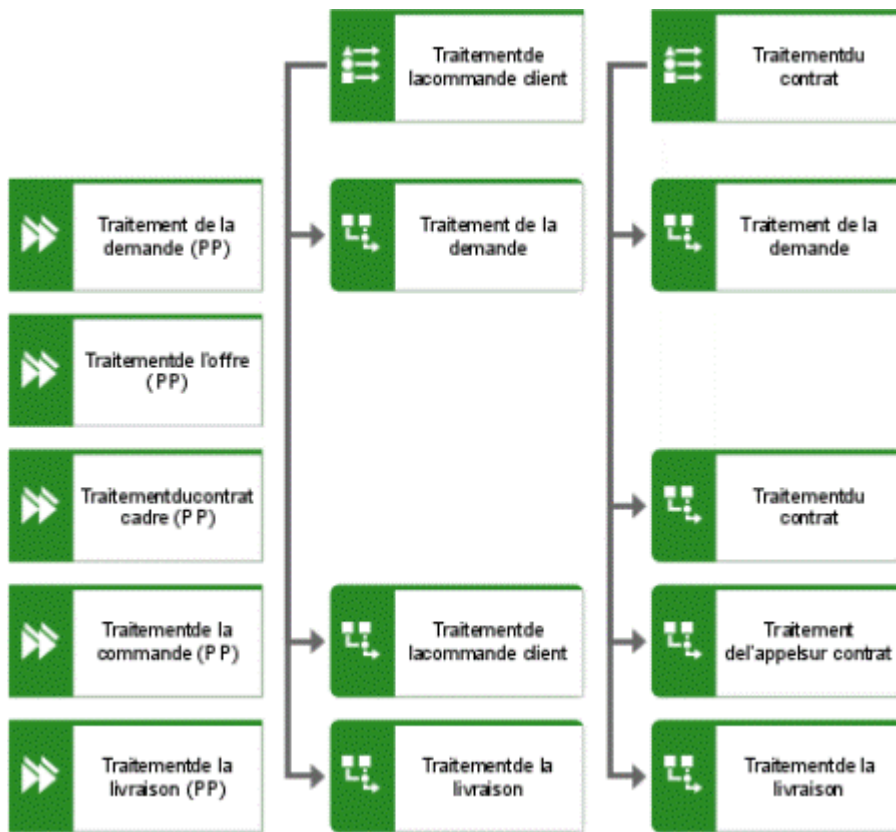 Traitementde
lacommande client
Traitementdu
contrat
Traitement de la
demande (PP)
Traitement de la
demande
Traitement de la
demande
Traitementde l'offre
(PP)
Traitementducontrat
cadre (PP)
Traitementdu
contrat
Traitementde la
commande (PP)
Traitementde
lacommande client
Traitement
del'appelsur contrat
Traitementde la
livraison (PP)
Traitementde la
livraison
Traitementde la
livraison